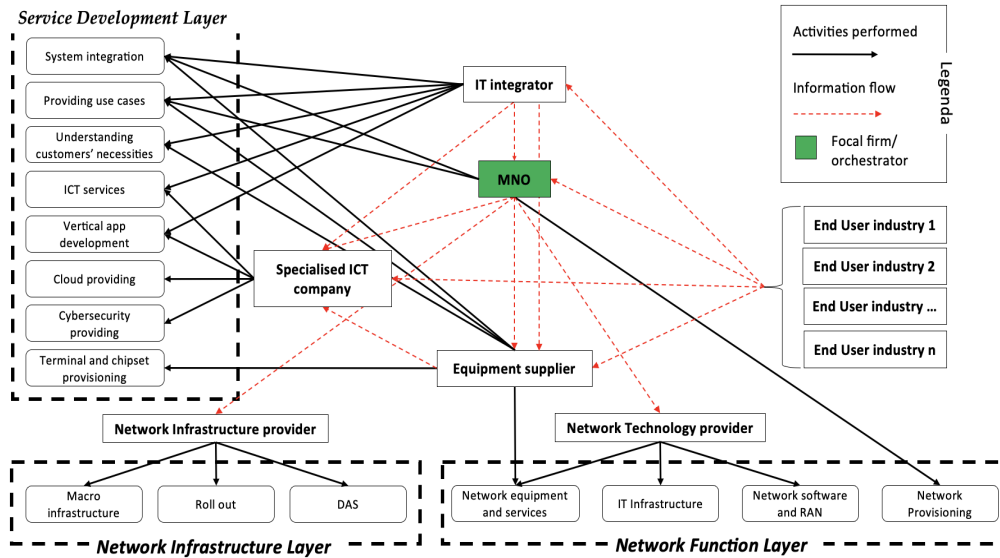 Service Development Layer
System integration
Providing use cases
Understanding
customers' necessities
ICT services
Vertical app
development
Cloud providing
Cybersecurity
providing
Terminal and chipset
provisioning
IT integrator
MNO
Specialised ICT
company
Equipment supplier
Activities performed
Information flow
Focal firm/
orchestrator
Legenda
End User industry 1
End User industry 2
End User industry ...
End User industry n
Network Infrastructure provider
Network Technology provider
Macro
infrastructure
Roll out
DAS
Network equipment
and services
IT Infrastructure
Network software
and RAN
Network
Provisioning
Network Infrastructure Layer
Network Function Layer